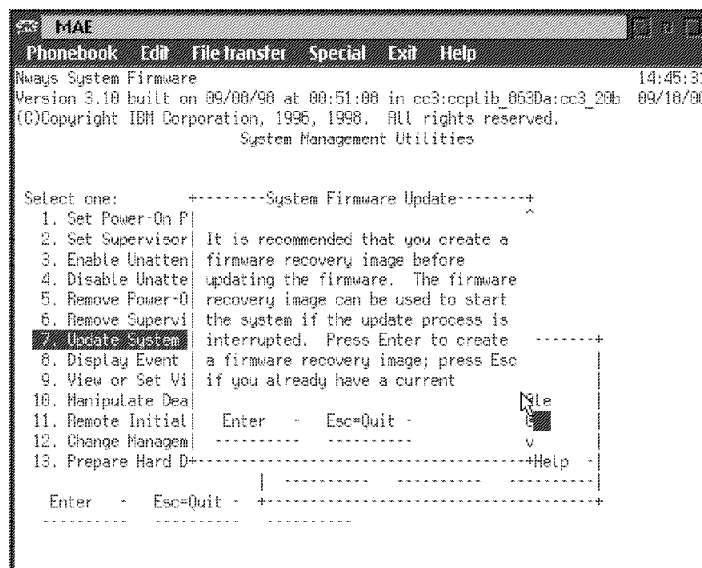 MAE
Phonebook Edit File transfer Special Exit Help
Nways System Firmware 14:45:3
Version 3.10 built on 09/08/98 at 00:51:08 in cc3:ccplib_863Da:cc3_20b 09/18/0
(C)Copyright IBM Corporation, 1996, 1998. All rights reserved.
System Management Utilities
Select one: +--------System Firmware Update--------+
1. Set Power-On P| ^
2. Set Supervisor| It is recommended that you create a
3. Enable Unatten| firmware recovery image before
4. Disable Unatte| updating the firmware. The firmware
5. Remove Power-O| recovery image can be used to start
6. Remove Supervi| the system if the update process is
7. Update System | interrupted. Press Enter to create -------+
8. Display Event | a firmware recovery image; press Esc |
9. View or Set Vi| if you already have a current |
10. Manipulate Dea| le |
11. Remote Initial| Enter - Esc=Quit - |
12. Change Managem| ---------- ---------- v |
13. Prepare Hard D+--------------------------------------+Help -|
| ---------- ---------- ----------|
Enter - Esc=Quit - +---------------------------------------+
---------- ---------- ----------